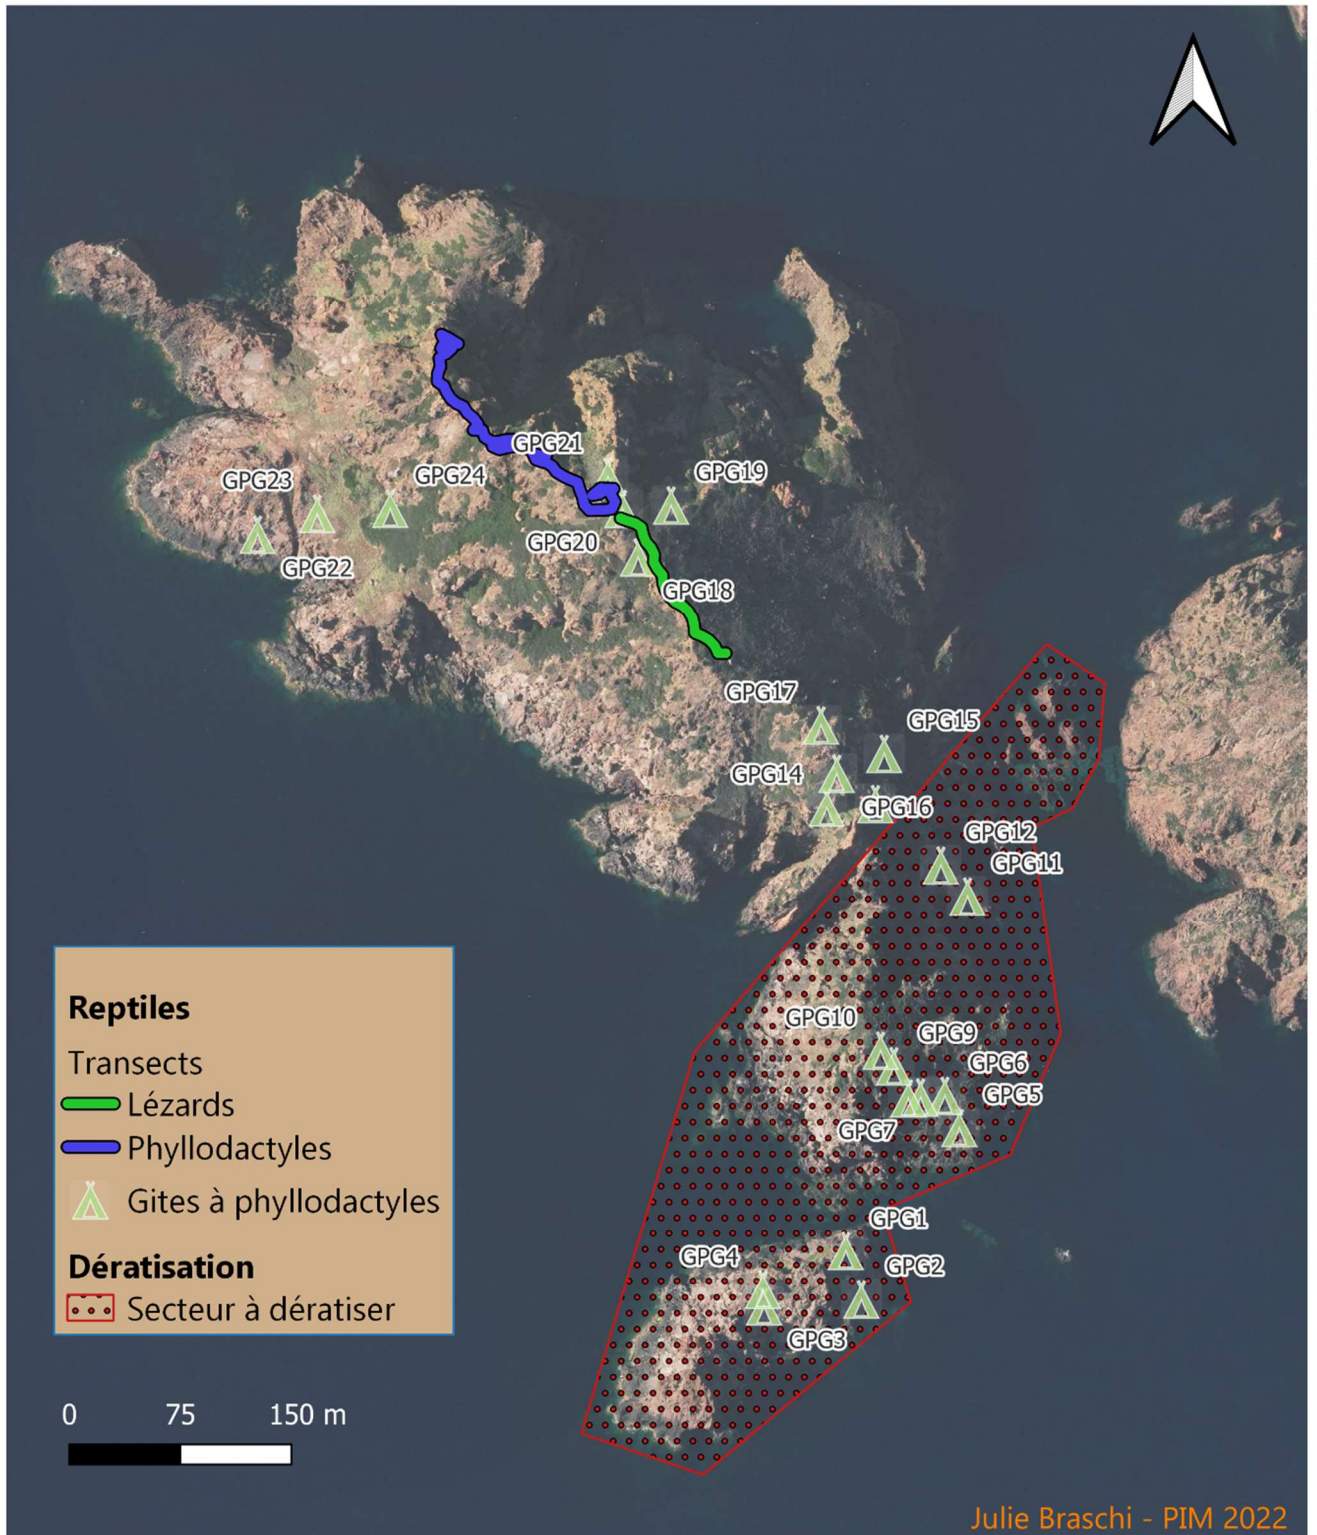 GPG21
GPG19
GPG24
GPG23
GPG20
GPG22
GPG18
GPG17
GPG15
GPG14
GPG16
GPG12
GPG11
GPG10
GPG9
GPG6
GPG5
GPG7
GPG1
GPG4
GPG2
GPG3
Reptiles
Transects
Lézards
Phyllodactyles
Gites à phyllodactyles
Dératisation
Secteur à dératiser
0 75 150 m
Julie Braschi - PIM 2022